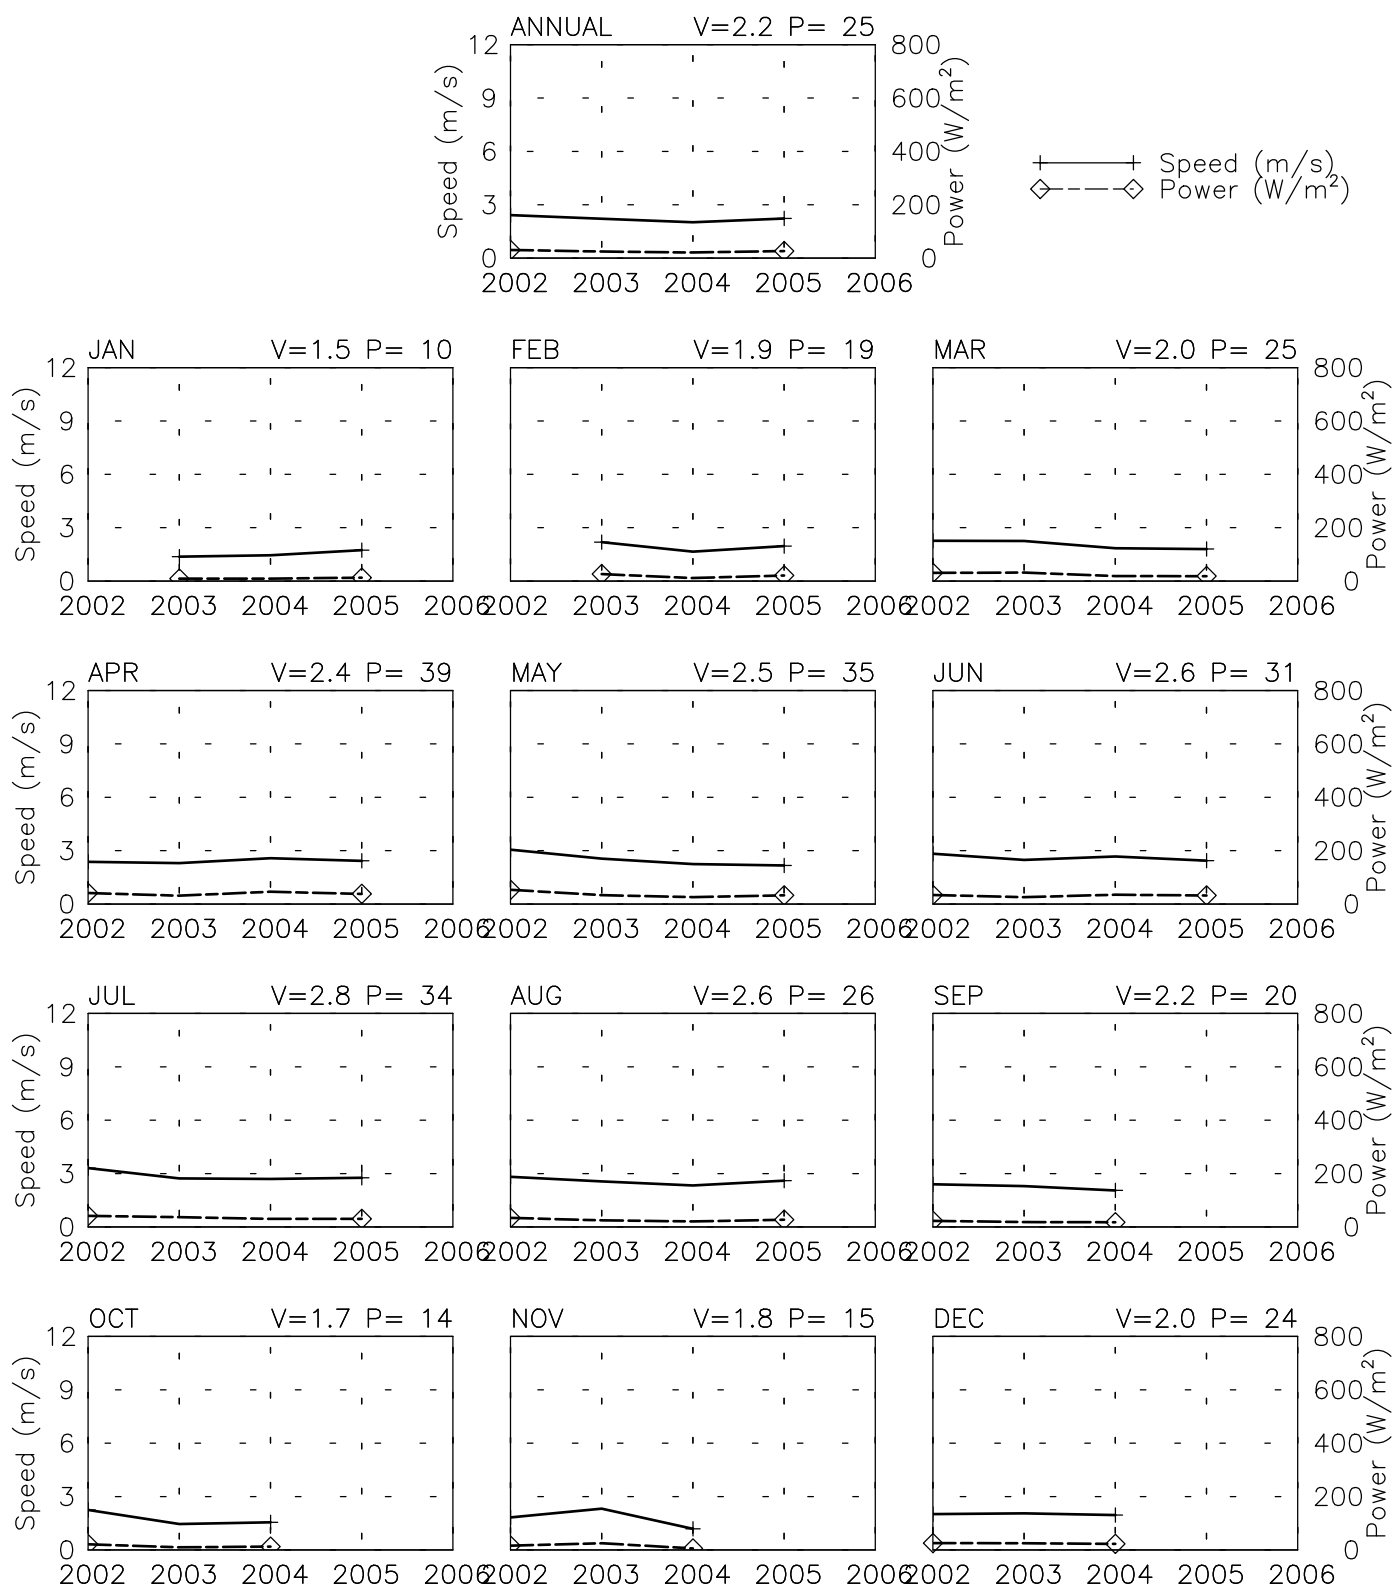 ANNUAL V=2.2 P= 25
12 800
9 600
6 400
3 200
0 0
Speed (m/s)
Power (W/m²)
2002 2003 2004 2005 2006
Speed (m/s)
Power (W/m²)
JAN V=1.5 P= 10 FEB V=1.9 P= 19 MAR V=2.0 P= 25
12 800
9 600
6 400
3 200
0 0
Speed (m/s)
Power (W/m²)
2002 2003 2004 2005 2006 2002 2003 2004 2005 2006 2002 2003 2004 2005 2006
APR V=2.4 P= 39 MAY V=2.5 P= 35 JUN V=2.6 P= 31
12 800
9 600
6 400
3 200
0 0
Speed (m/s)
Power (W/m²)
2002 2003 2004 2005 2006 2002 2003 2004 2005 2006 2002 2003 2004 2005 2006
JUL V=2.8 P= 34 AUG V=2.6 P= 26 SEP V=2.2 P= 20
12 800
9 600
6 400
3 200
0 0
Speed (m/s)
Power (W/m²)
2002 2003 2004 2005 2006 2002 2003 2004 2005 2006 2002 2003 2004 2005 2006
OCT V=1.7 P= 14 NOV V=1.8 P= 15 DEC V=2.0 P= 24
12 800
9 600
6 400
3 200
0 0
Speed (m/s)
Power (W/m²)
2002 2003 2004 2005 2006 2002 2003 2004 2005 2006 2002 2003 2004 2005 2006